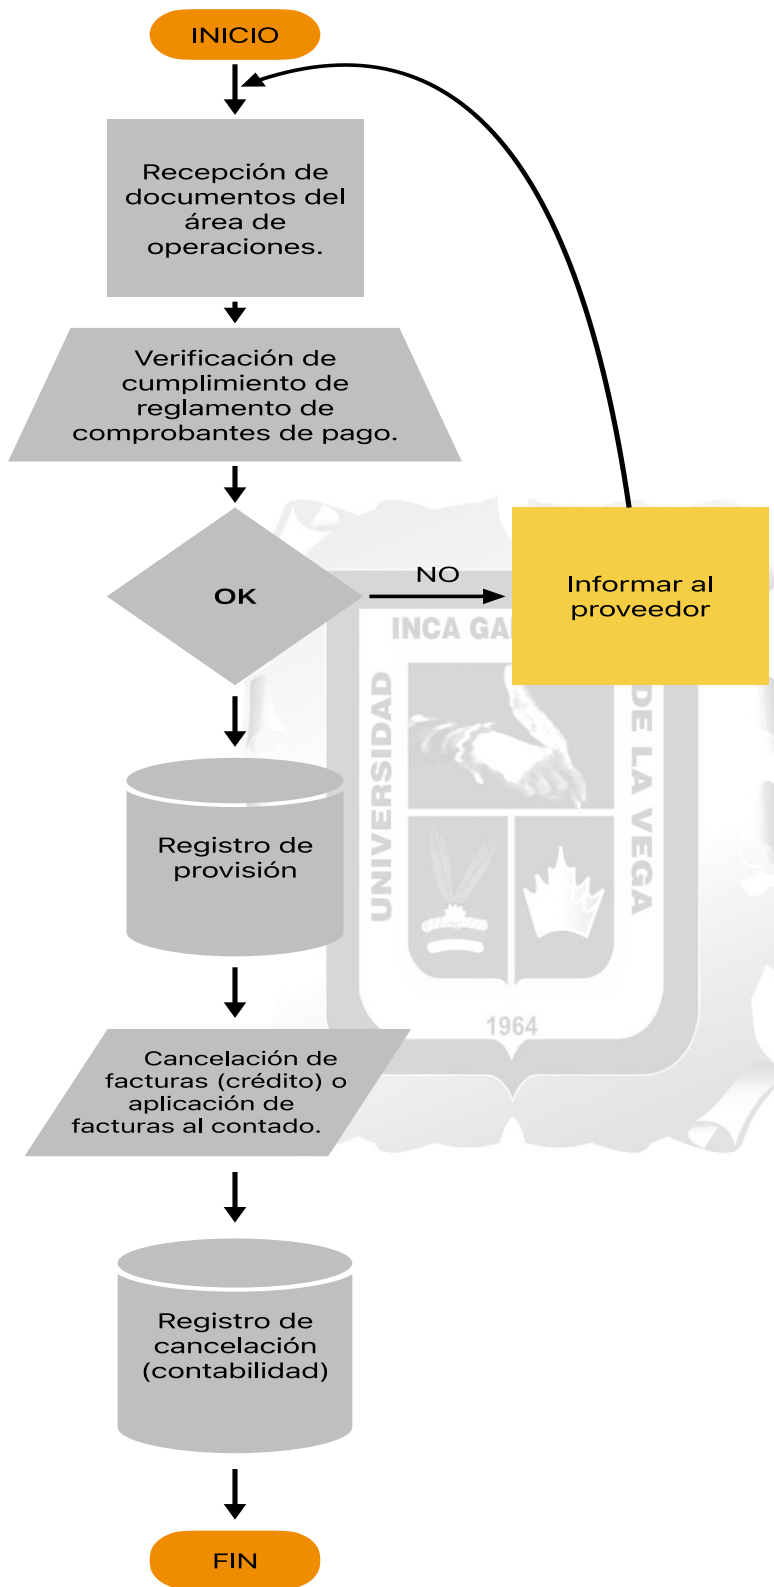 INICIO
Recepción de
documentos del
área de
operaciones.
Verificación de
cumplimiento de
reglamento de
comprobantes de pago.
OK
NO
Informar al
proveedor
INCA
UNIVERSIDAD
DE LA VEGA
1964
Registro de
provisión
Cancelación de
facturas (crédito) o
aplicación de
facturas al contado.
Registro de
cancelación
(contabilidad)
FIN